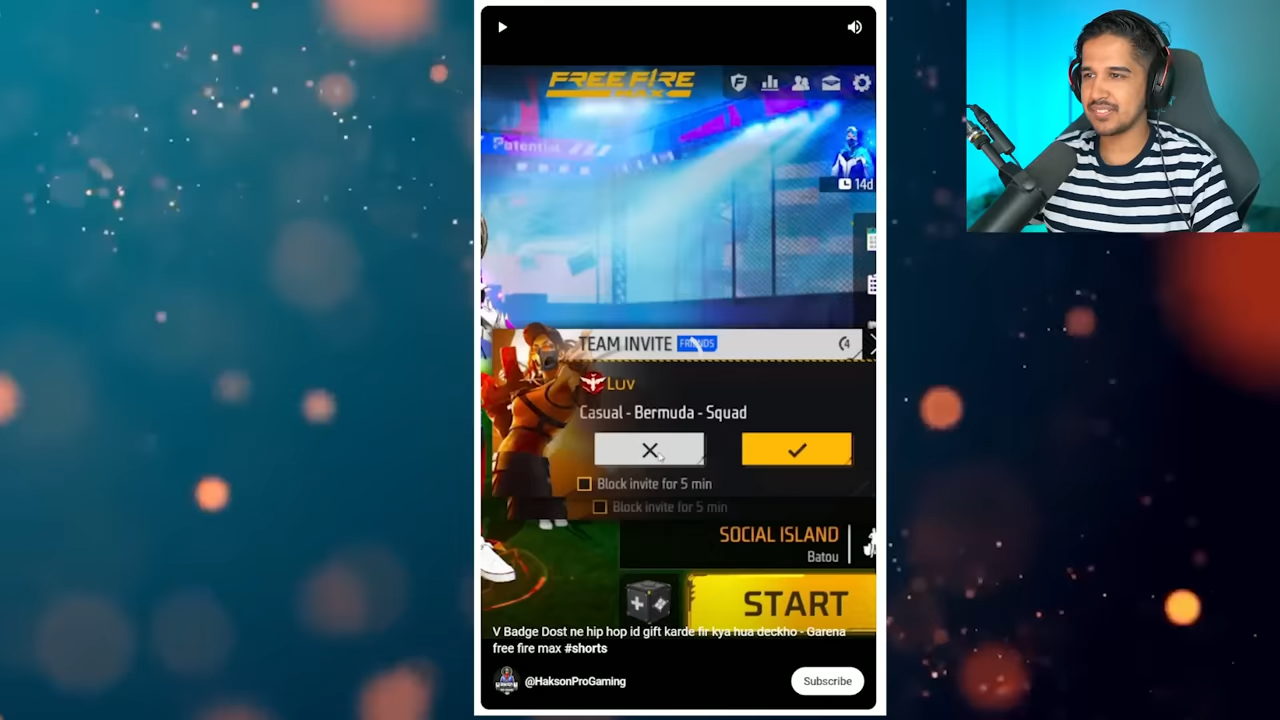 FREE FIRE
MAX
Potential
14d
TEAM INVITE FRIENDS 4
Luv
Casual - Bermuda - Squad
Block invite for 5 min
Block invite for 5 min
SOCIAL ISLAND
Batou
START
V Badge Dost ne hip hop id gift karde fir kya hua deckho - Garena
free fire max #shorts
@HaksonProGaming
Subscribe